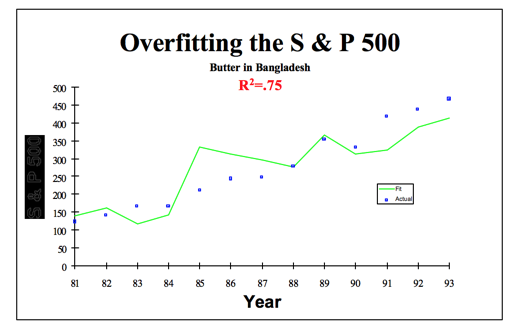 Overfitting the S & P 500
Butter in Bangladesh
R²=.75
500
450
400
350
300
250
200
150
100
50
0
S & P 500
Fit
Actual
81 82 83 84 85 86 87 88 89 90 91 92 93
Year